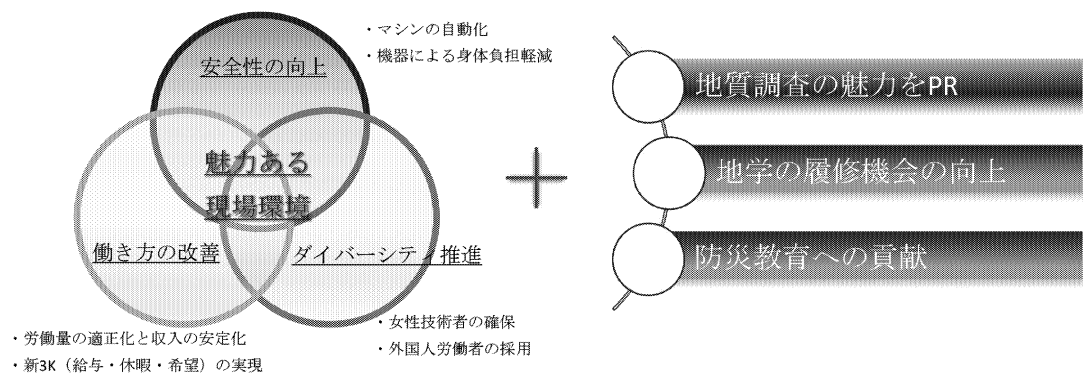 安全性の向上
・マシンの自動化
・機器による身体負担軽減
魅力ある
現場環境
働き方の改善
ダイバーシティ推進
・労働量の適正化と収入の安定化
・新3K（給与・休暇・希望）の実現
・女性技術者の確保
・外国人労働者の採用
+
地質調査の魅力をPR
地学の履修機会の向上
防災教育への貢献